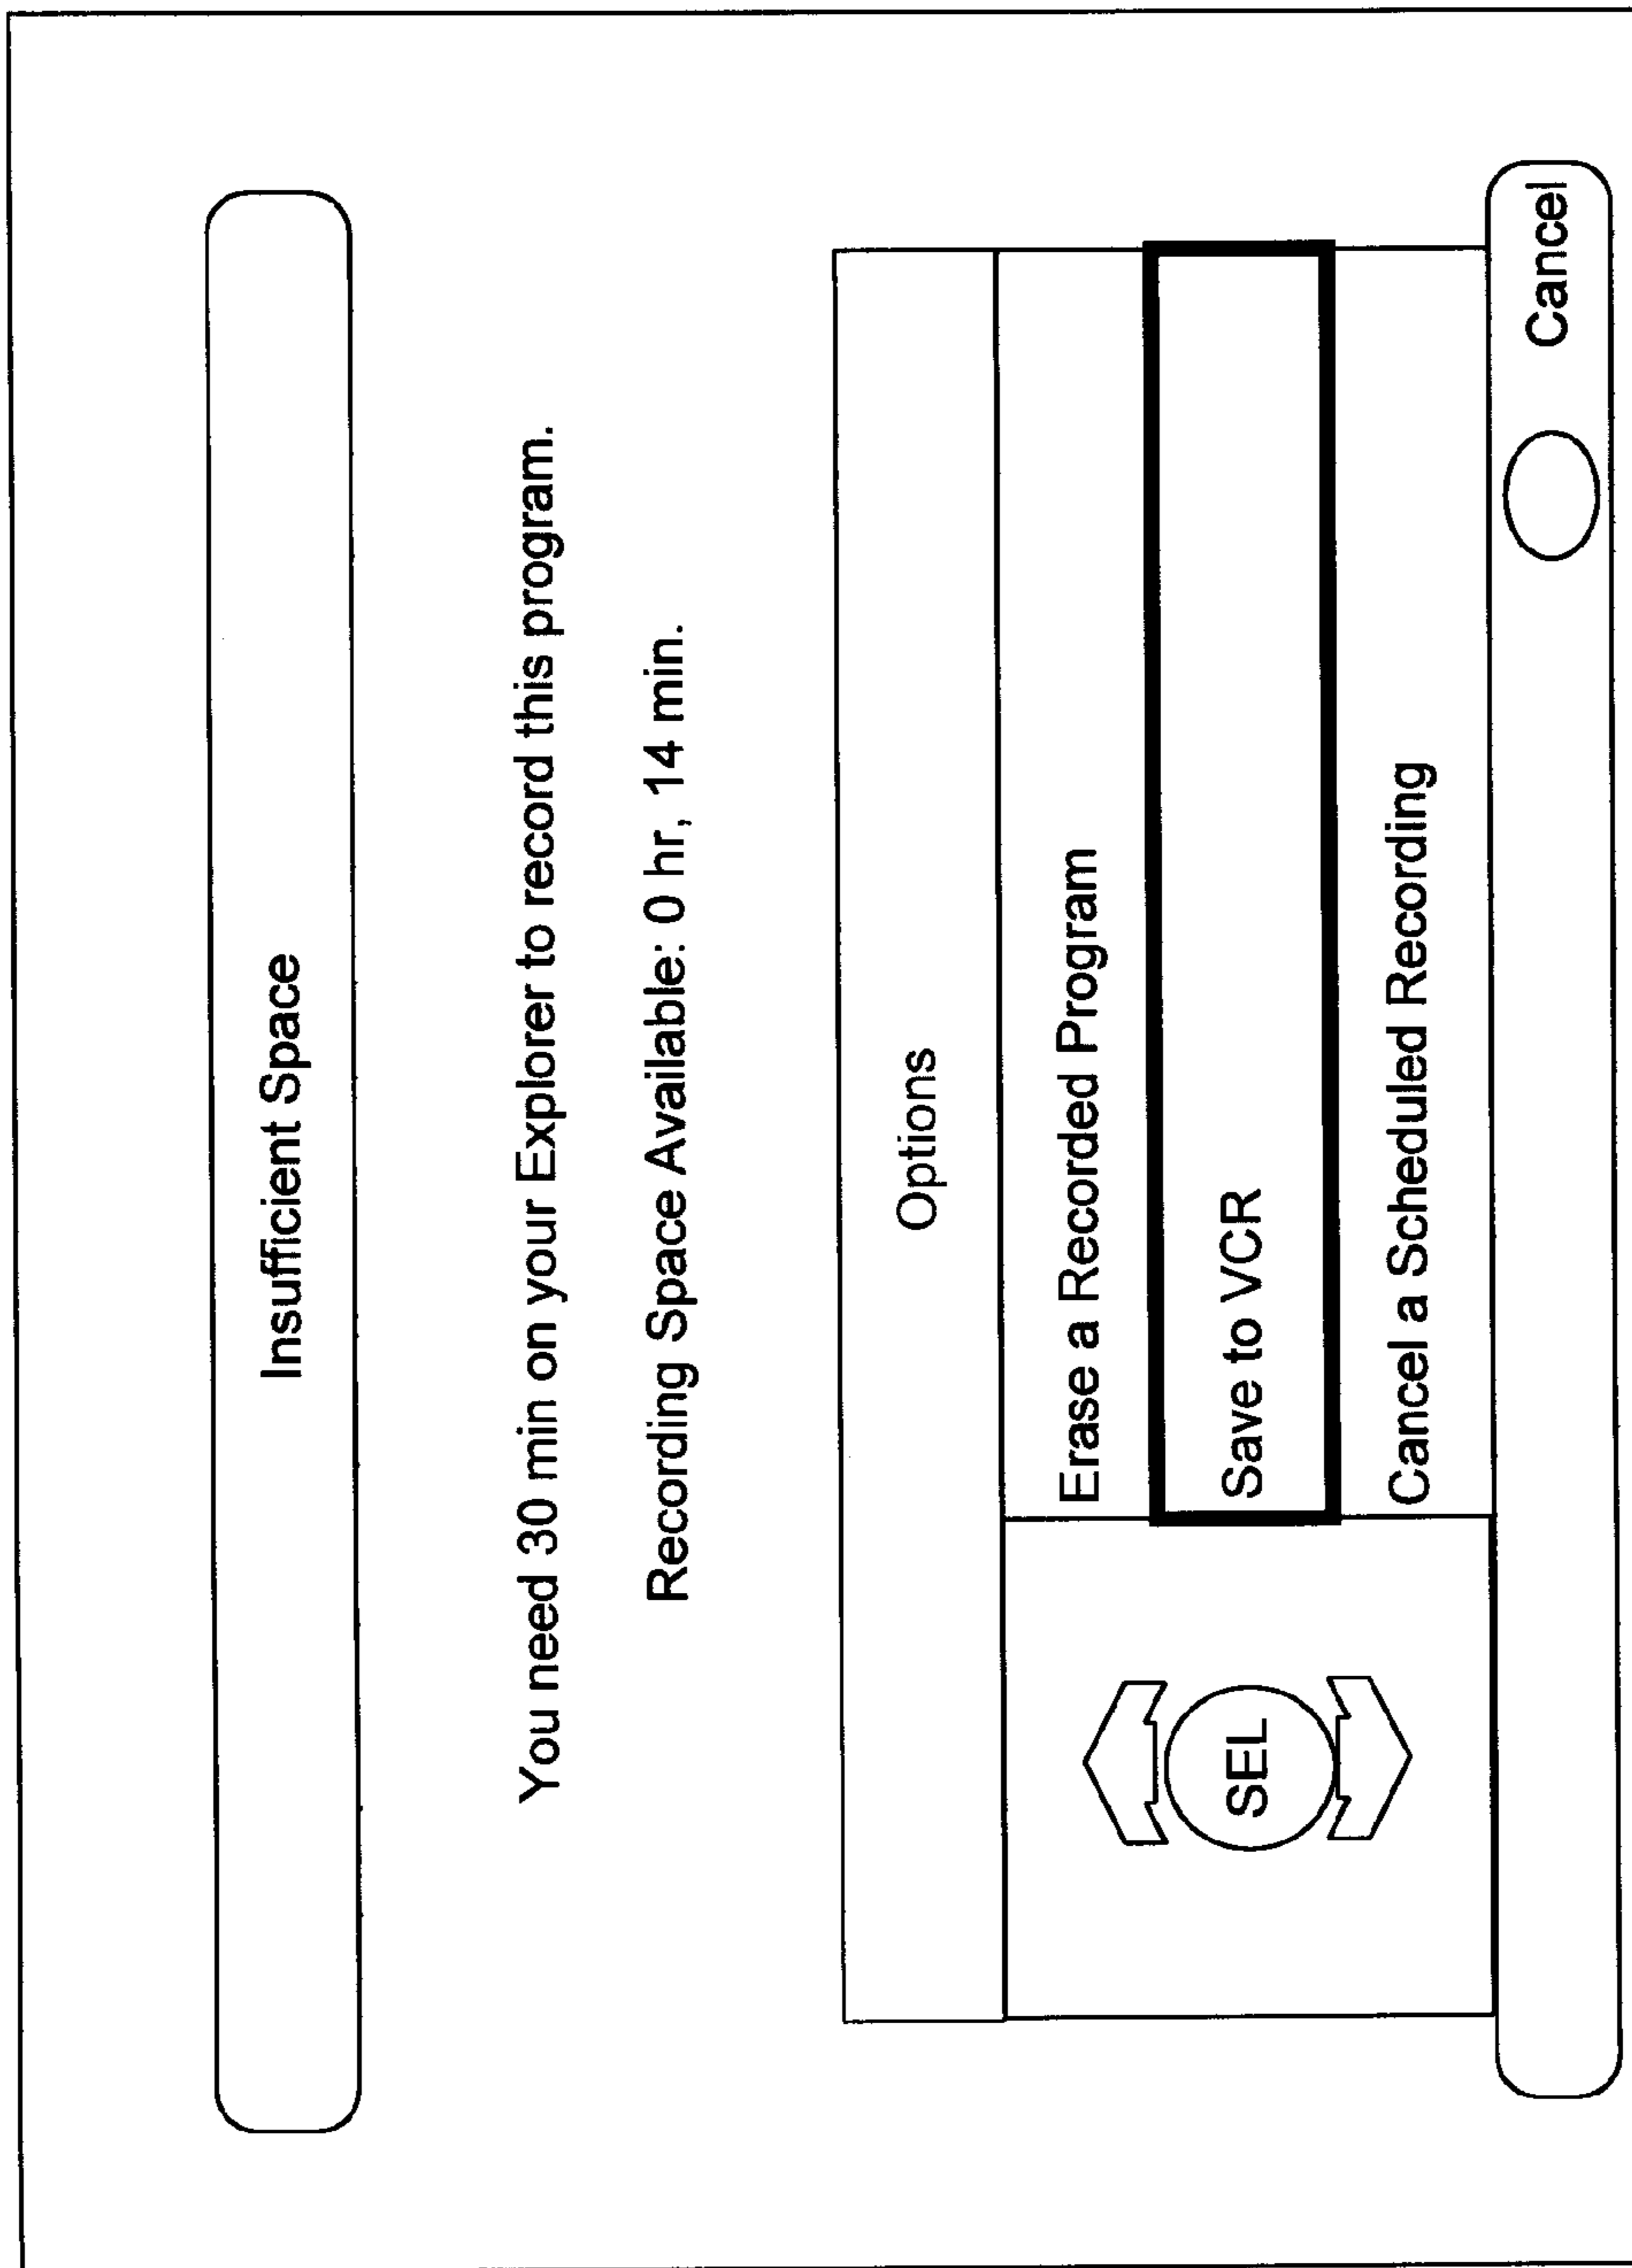 Insufficient Space
You need 30 min on your Explorer to record this program.
Recording Space Available: 0 hr, 14 min.
Options
Erase a Recorded Program
SEL
Save to VCR
Cancel a Scheduled Recording
Cancel